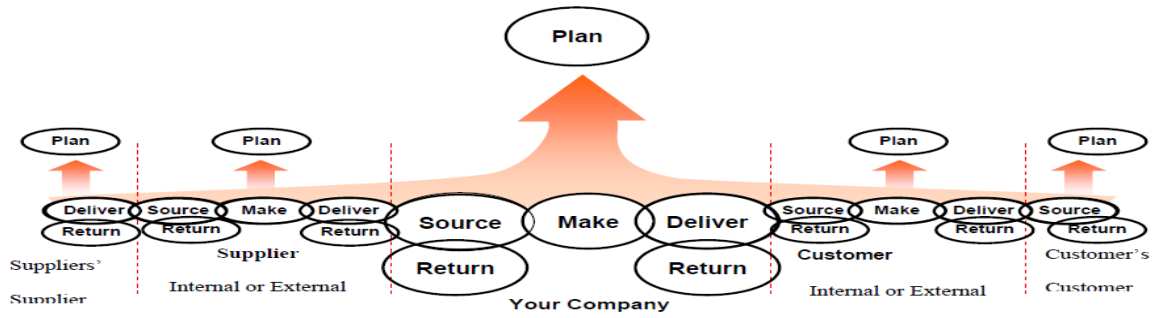 Plan
Plan Plan Plan Plan
Deliver Source Make Deliver Source Make Deliver Source Make Deliver Source
Return Return Return Return Return Return Return
Return Return
Suppliers' Supplier Customer Customer's
Supplier Internal or External Internal or External Customer
Your Company